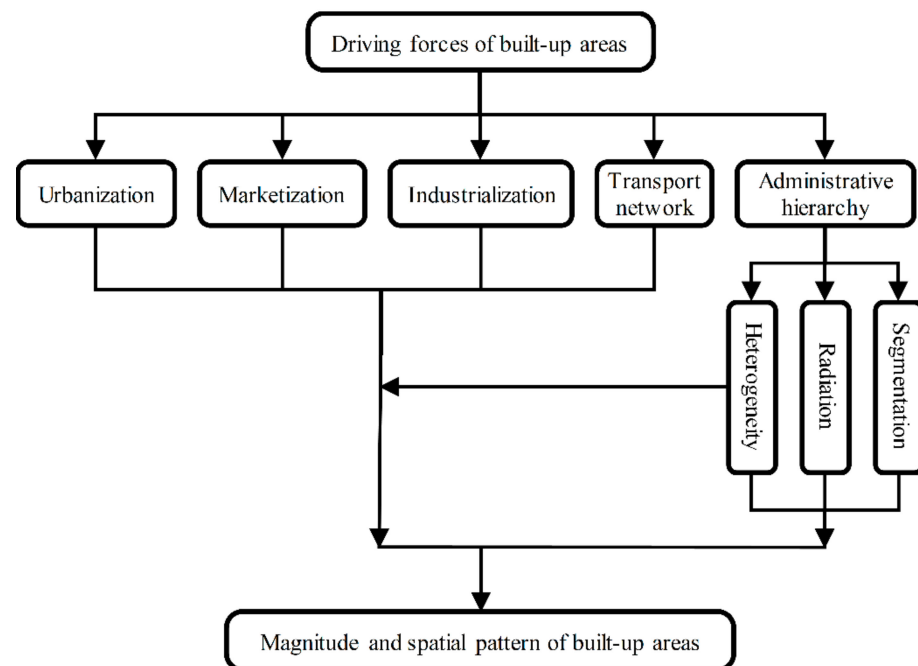 Driving forces of built-up areas
Urbanization
Marketization
Industrialization
Transport
network
Administrative
hierarchy
Heterogeneity
Radiation
Segmentation
Magnitude and spatial pattern of built-up areas